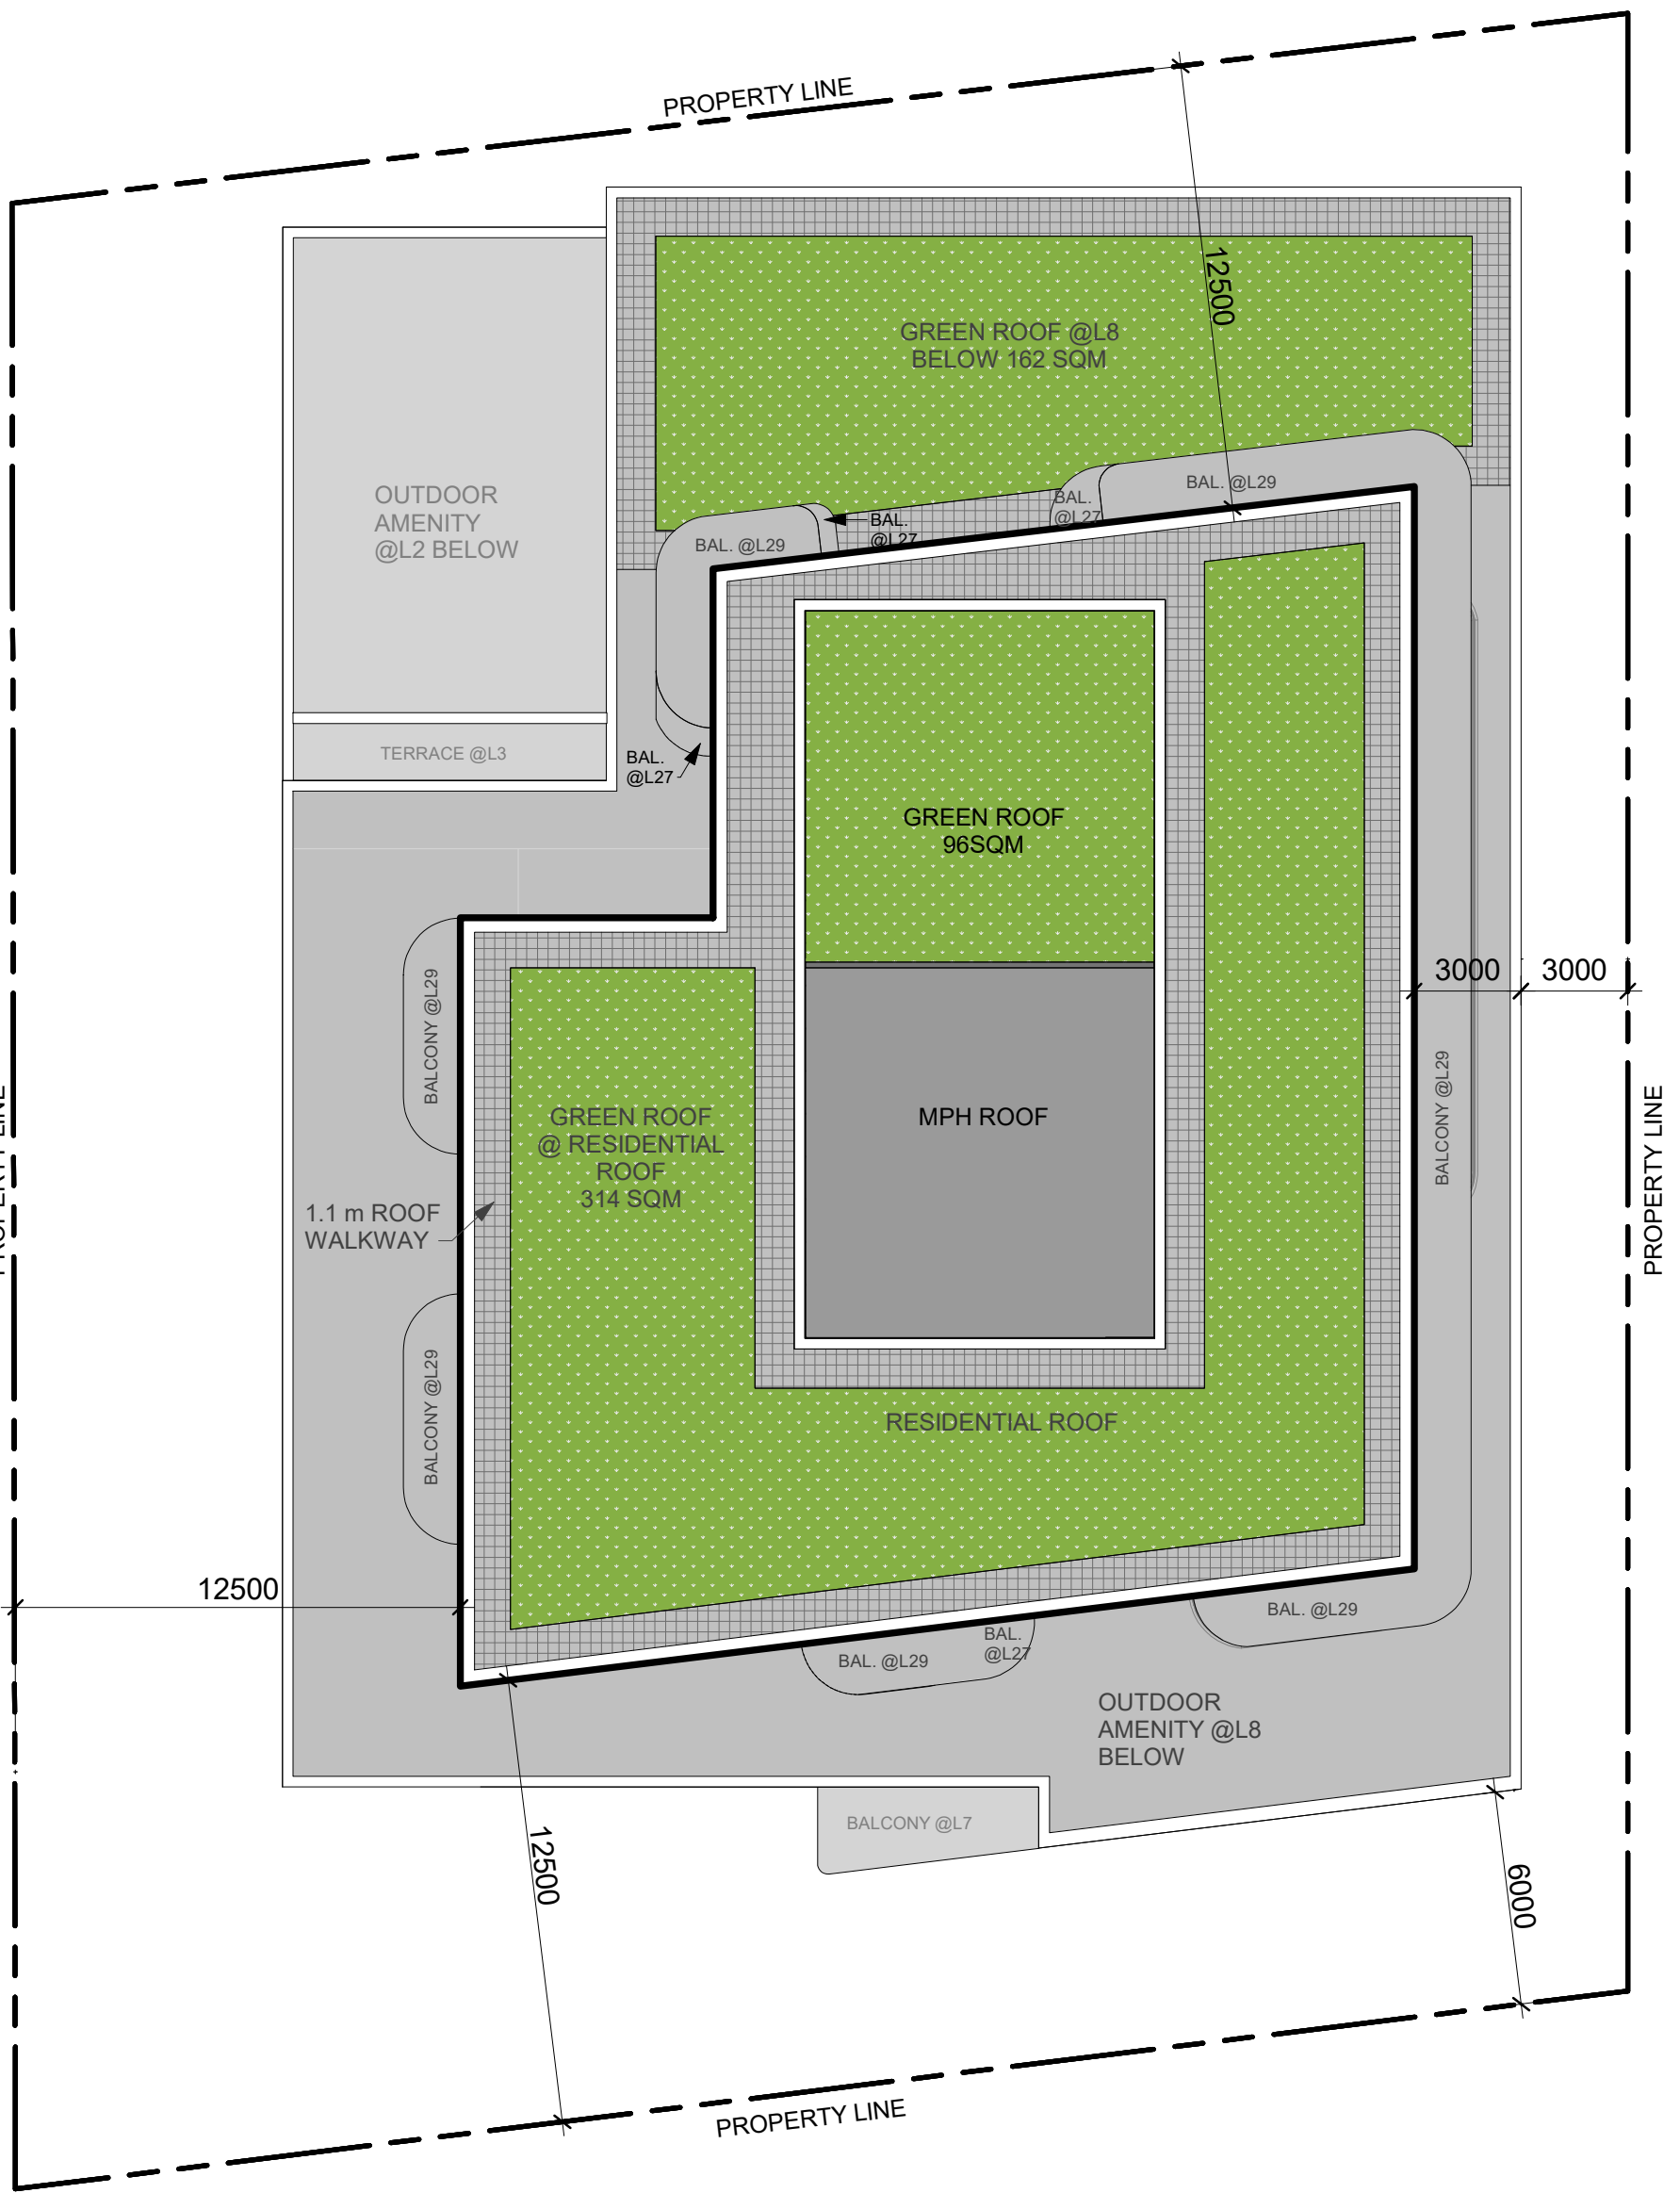 PROPERTY LINE
12500
GREEN ROOF @L8
BELOW 162 SQM
OUTDOOR
AMENITY
@L2 BELOW
BAL. @L29
BAL.
@L27
BAL.
@L27
BAL. @L29
TERRACE @L3
BAL.
@L27
GREEN ROOF
96SQM
3000
3000
BALCONY @L29
BALCONY @L29
PROPERTY LINE
PROPERTY LINE
MPH ROOF
GREEN ROOF
@ RESIDENTIAL
ROOF
314 SQM
1.1 m ROOF
WALKWAY
BALCONY @L29
RESIDENTIAL ROOF
12500
BAL. @L29
BAL.
@L27
BAL. @L29
OUTDOOR
AMENITY @L8
BELOW
BALCONY @L7
12500
6000
PROPERTY LINE